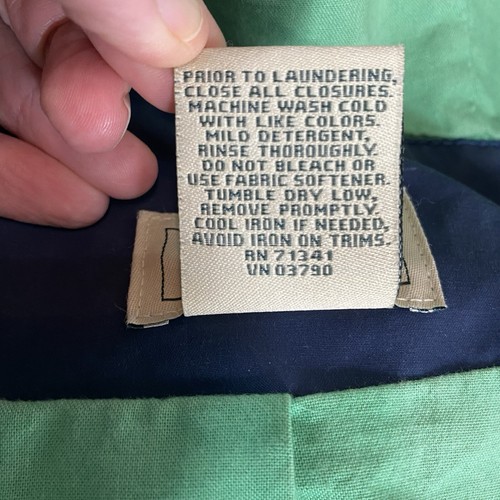 PRIOR TO LAUNDERING,
CLOSE ALL CLOSURES.
MACHINE WASH COLD
WITH LIKE COLORS.
MILD DETERGENT,
RINSE THOROUGHLY.
DO NOT BLEACH OR
USE FABRIC SOFTENER.
TUMBLE DRY LOW,
REMOVE PROMPTLY.
COOL IRON IF NEEDED,
AVOID IRON ON TRIMS.
RN 71341
VN 03790